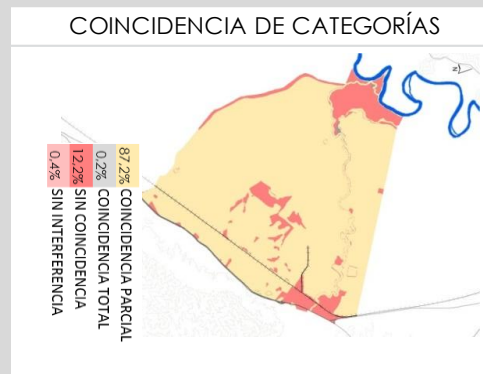 COINCIDENCIA DE CATEGORÍAS
N
87,2% COINCIDENCIA PARCIAL
0.2% COINCIDENCIA TOTAL
12,2% SIN COINCIDENCIA
0,4% SIN INTERFERENCIA